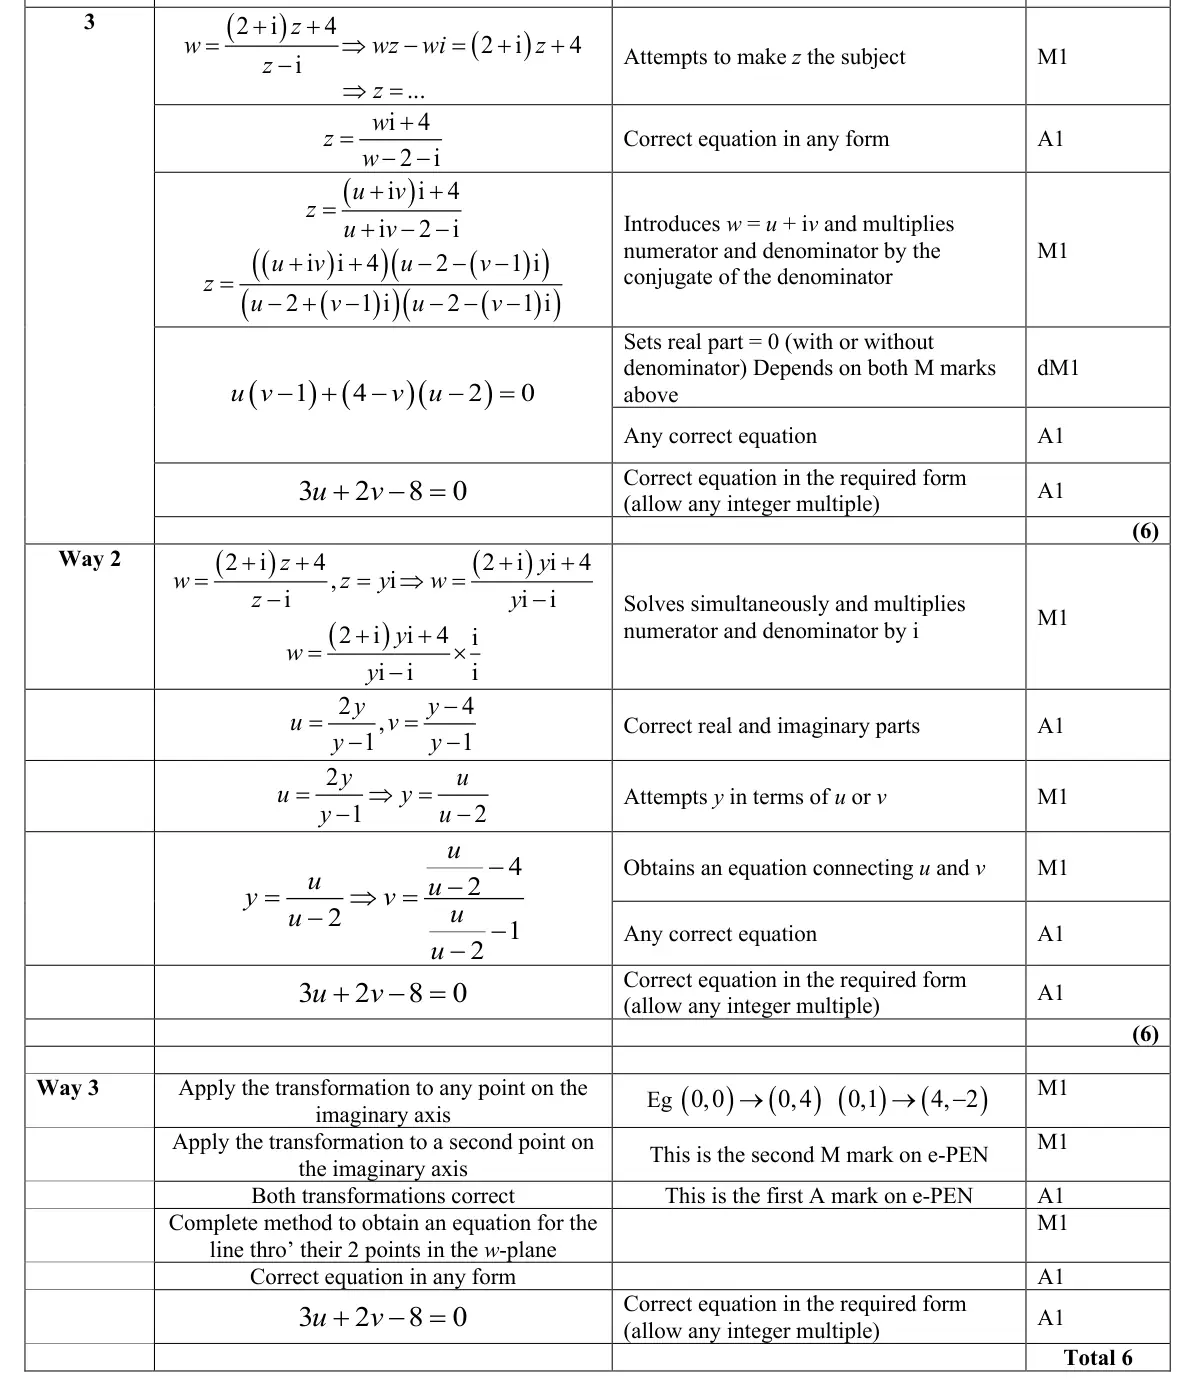 3
w = ((2+i)z+4)/(z−i) ⇒ wz − wi = (2+i)z+4
⇒ z = ...
Attempts to make z the subject
M1
z = (wi+4)/(w−2−i)
Correct equation in any form
A1
z = ((u+iv)i+4)/(u+iv−2−i)
z = (((u+iv)i+4)(u−2−(v−1)i))/((u−2+(v−1)i)(u−2−(v−1)i))
Introduces w = u + iv and multiplies
numerator and denominator by the
conjugate of the denominator
M1
u(v−1)+(4−v)(u−2)=0
Sets real part = 0 (with or without
denominator) Depends on both M marks
above
dM1
Any correct equation
A1
3u+2v−8=0
Correct equation in the required form
(allow any integer multiple)
A1
(6)
Way 2
w = ((2+i)z+4)/(z−i), z = yi ⇒ w = ((2+i)yi+4)/(yi−i)
w = ((2+i)yi+4)/(yi−i) × i/i
Solves simultaneously and multiplies
numerator and denominator by i
M1
u = 2y/(y−1), v = (y−4)/(y−1)
Correct real and imaginary parts
A1
u = 2y/(y−1) ⇒ y = u/(u−2)
Attempts y in terms of u or v
M1
y = u/(u−2) ⇒ v = (u/(u−2) −4)/(u/(u−2) −1)
Obtains an equation connecting u and v
M1
Any correct equation
A1
3u+2v−8=0
Correct equation in the required form
(allow any integer multiple)
A1
(6)
Way 3
Apply the transformation to any point on the
imaginary axis
Eg (0,0)→(0,4) (0,1)→(4,−2)
M1
Apply the transformation to a second point on
the imaginary axis
This is the second M mark on e-PEN
M1
Both transformations correct
This is the first A mark on e-PEN
A1
Complete method to obtain an equation for the
line thro’ their 2 points in the w-plane
M1
Correct equation in any form
A1
3u+2v−8=0
Correct equation in the required form
(allow any integer multiple)
A1
Total 6